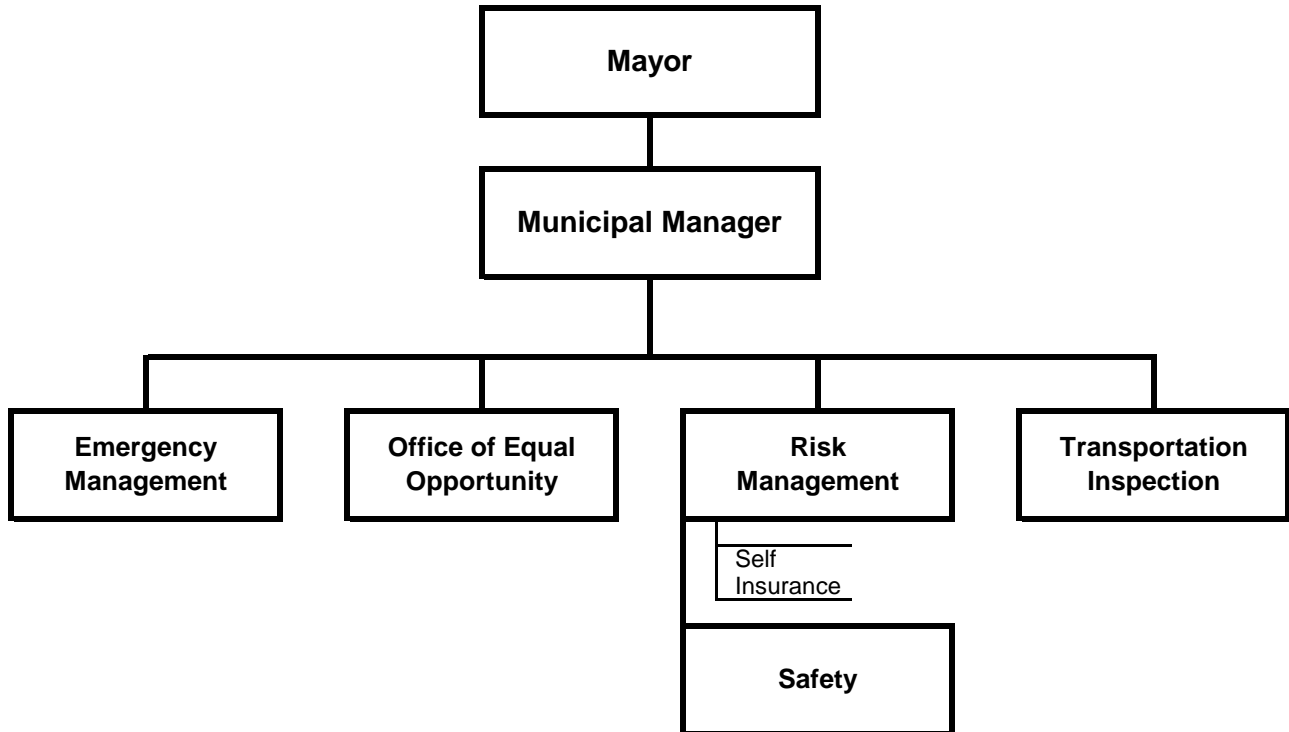 Mayor
Municipal Manager
Emergency
Management
Office of Equal
Opportunity
Risk
Management
Transportation
Inspection
Self
Insurance
Safety